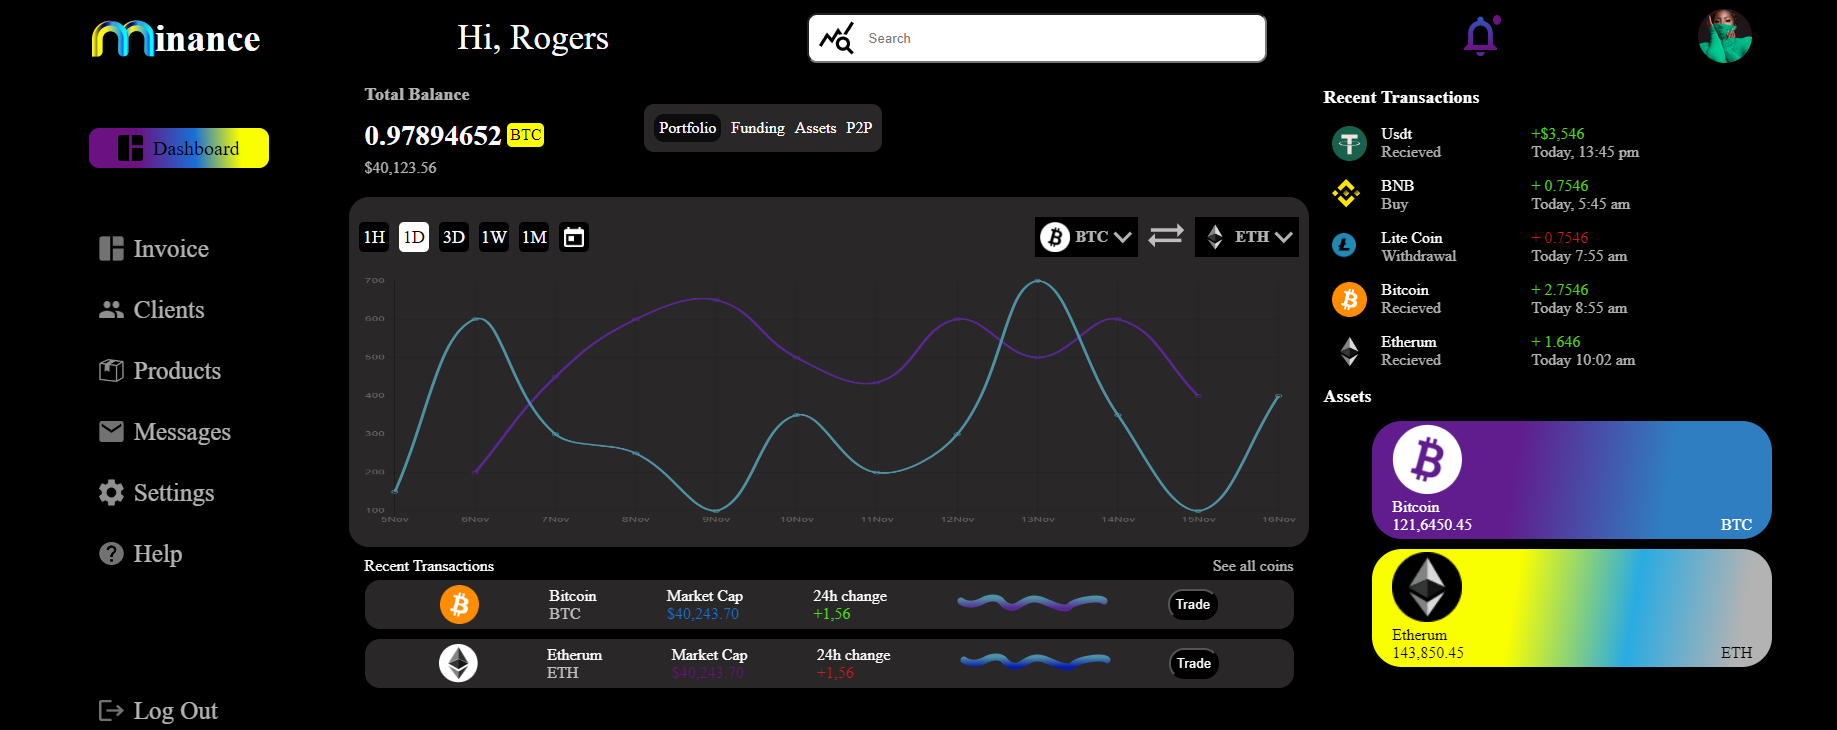 minance
Hi, Rogers
Search
Dashboard
Invoice
Clients
Products
Messages
Settings
Help
Log Out
Total Balance
0.97894652 BTC
$40,123.56
Portfolio Funding Assets P2P
1H 1D 3D 1W 1M
BTC ETH
700
600
500
400
300
200
100
5Nov 6Nov 7Nov 8Nov 9Nov 10Nov 11Nov 12Nov 13Nov 14Nov 15Nov 16Nov
Recent Transactions See all coins
Bitcoin Market Cap 24h change
BTC $40,243.70 +1,56
Trade
Etherum Market Cap 24h change
ETH $40,243.70 +1,56
Trade
Recent Transactions
Usdt +$3,546
Recieved Today, 13:45 pm
BNB + 0.7546
Buy Today, 5:45 am
Lite Coin + 0.7546
Withdrawal Today 7:55 am
Bitcoin + 2.7546
Recieved Today 8:55 am
Etherum + 1.646
Recieved Today 10:02 am
Assets
Bitcoin
121,6450.45 BTC
Etherum
143,850.45 ETH